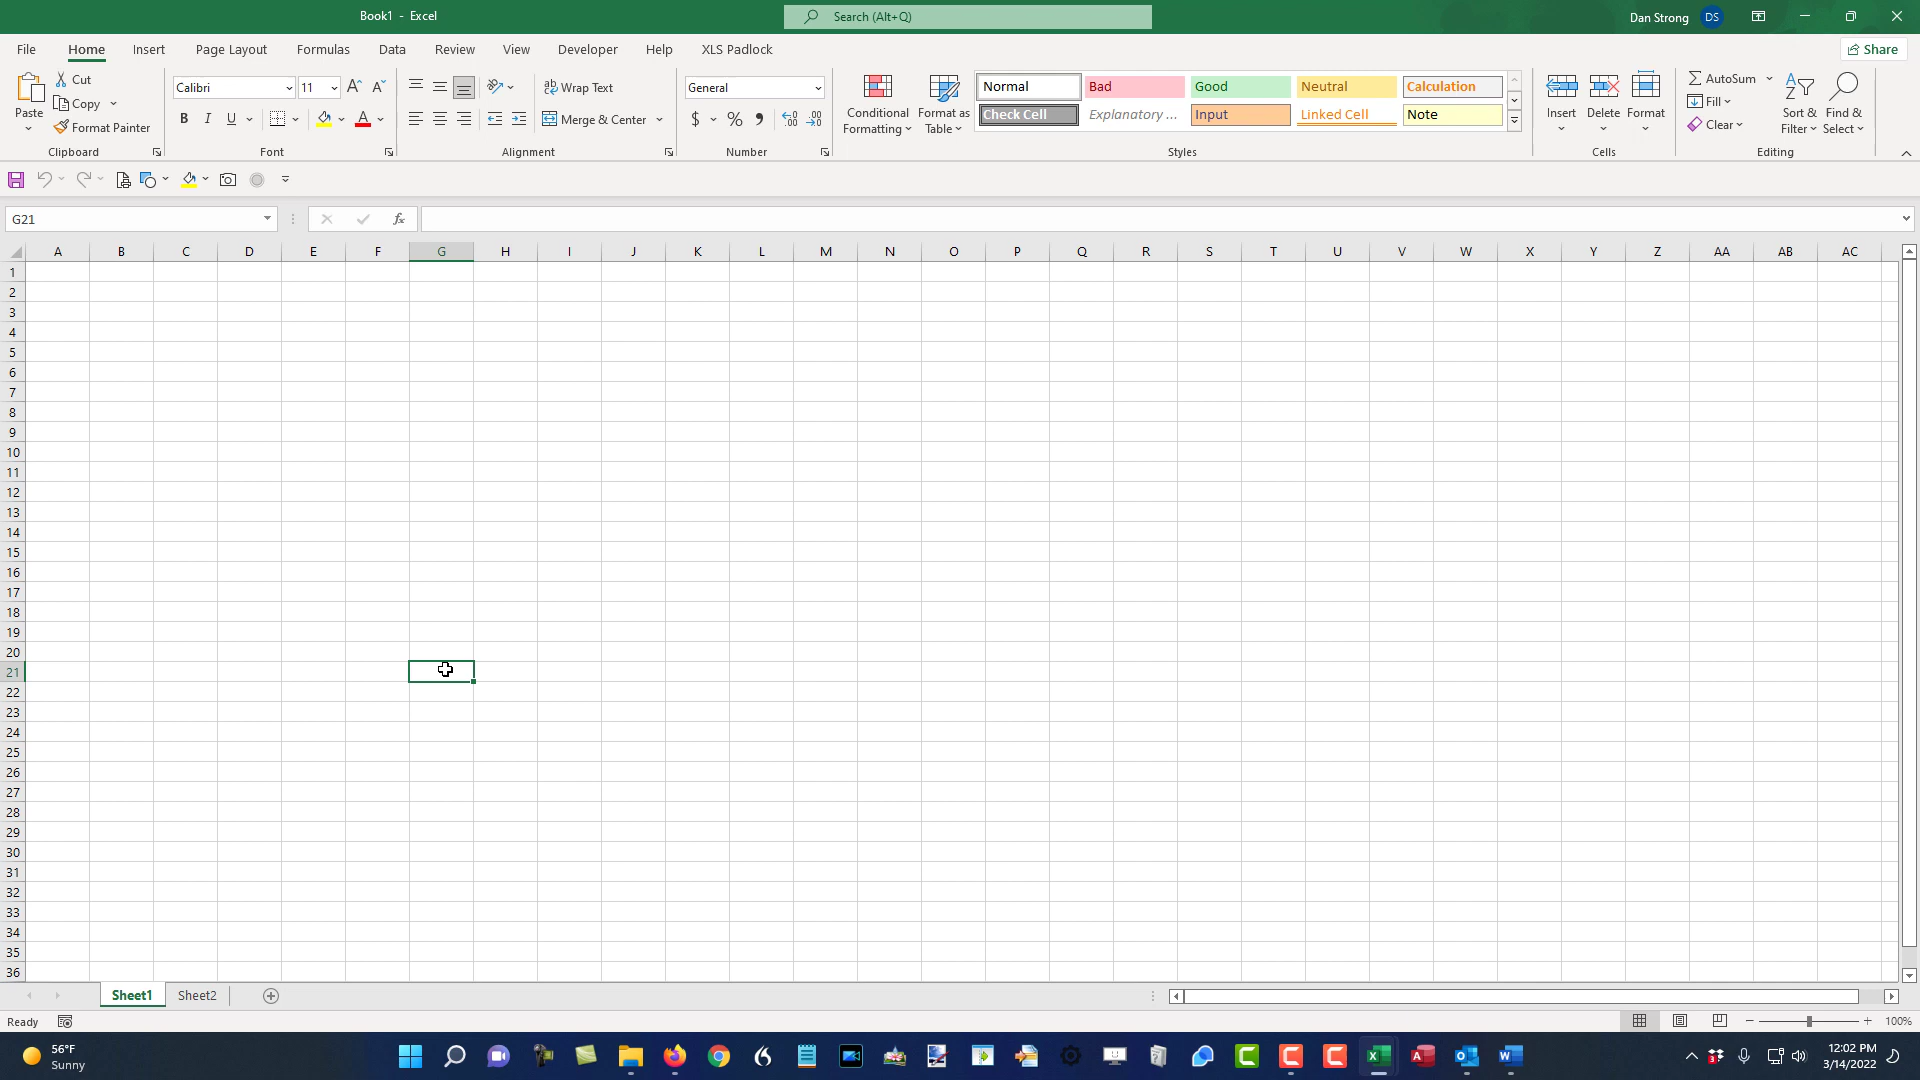 Book1 - Excel
Search (Alt+Q)
Dan Strong DS
File Home Insert Page Layout Formulas Data Review View Developer Help XLS Padlock Share
Paste
Cut
Copy
Format Painter
Clipboard
Calibri 11
B I U
Font
Wrap Text
Merge & Center
Alignment
General
$ % 9
Number
Conditional
Formatting
Format as
Table
Normal Bad Good Neutral Calculation
Check Cell Explanatory ... Input Linked Cell Note
Styles
Insert Delete Format
Cells
AutoSum
Fill
Clear
Sort &
Filter
Find &
Select
Editing
G21
fx
A B C D E F G H I J K L M N O P Q R S T U V W X Y Z AA AB AC
1
2
3
4
5
6
7
8
9
10
11
12
13
14
15
16
17
18
19
20
21
22
23
24
25
26
27
28
29
30
31
32
33
34
35
36
Sheet1 Sheet2
Ready
100%
56°F
Sunny
12:02 PM
3/14/2022